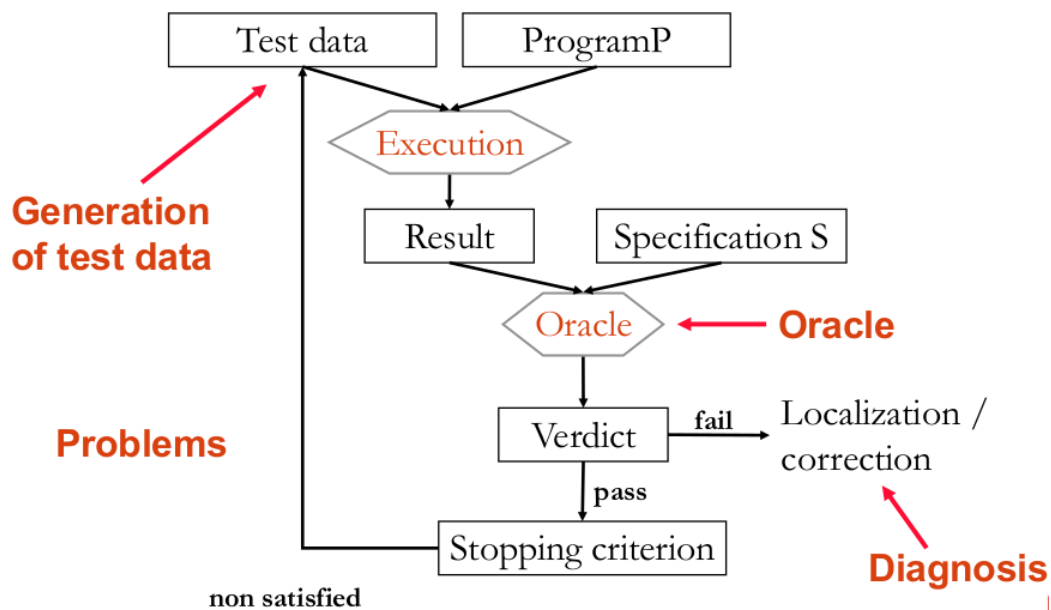 Test data
ProgramP
Execution
Generation
of test data
Result
Specification S
Oracle
Oracle
Problems
Verdict
fail
Localization /
correction
pass
Stopping criterion
Diagnosis
non satisfied